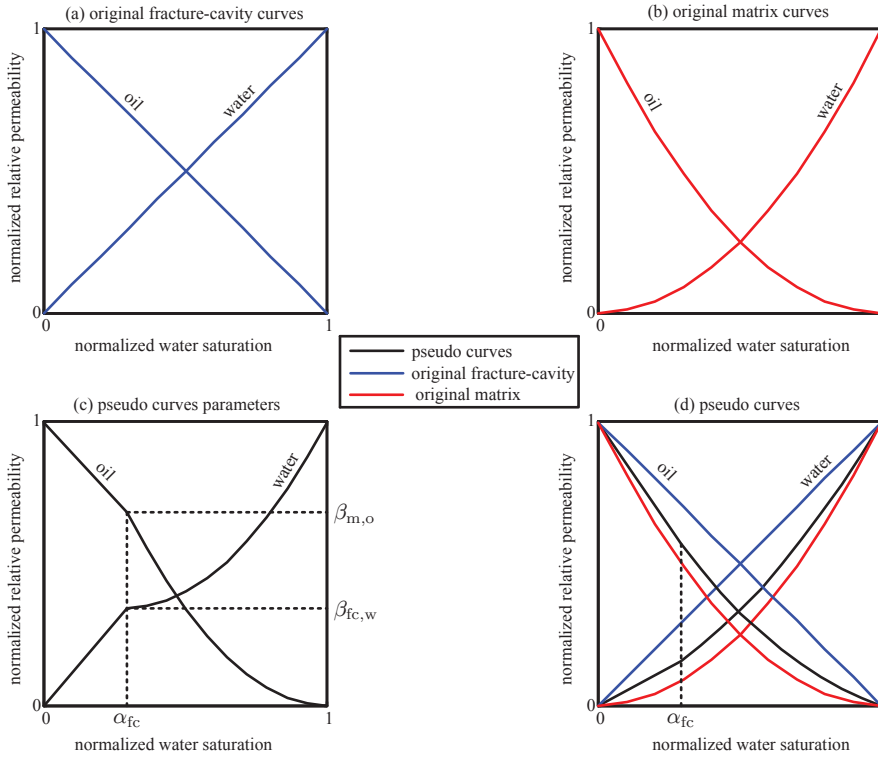 (a) original fracture-cavity curves
1
oil
water
normalized relative permeability
0
0
1
normalized water saturation
(b) original matrix curves
1
oil
water
normalized relative permeability
0
0
normalized water saturation
pseudo curves
original fracture-cavity
original matrix
(c) pseudo curves parameters
1
oil
water
βm,o
βfc,w
normalized relative permeability
0
0
αfc
1
normalized water saturation
(d) pseudo curves
1
oil
water
normalized relative permeability
0
0
αfc
normalized water saturation